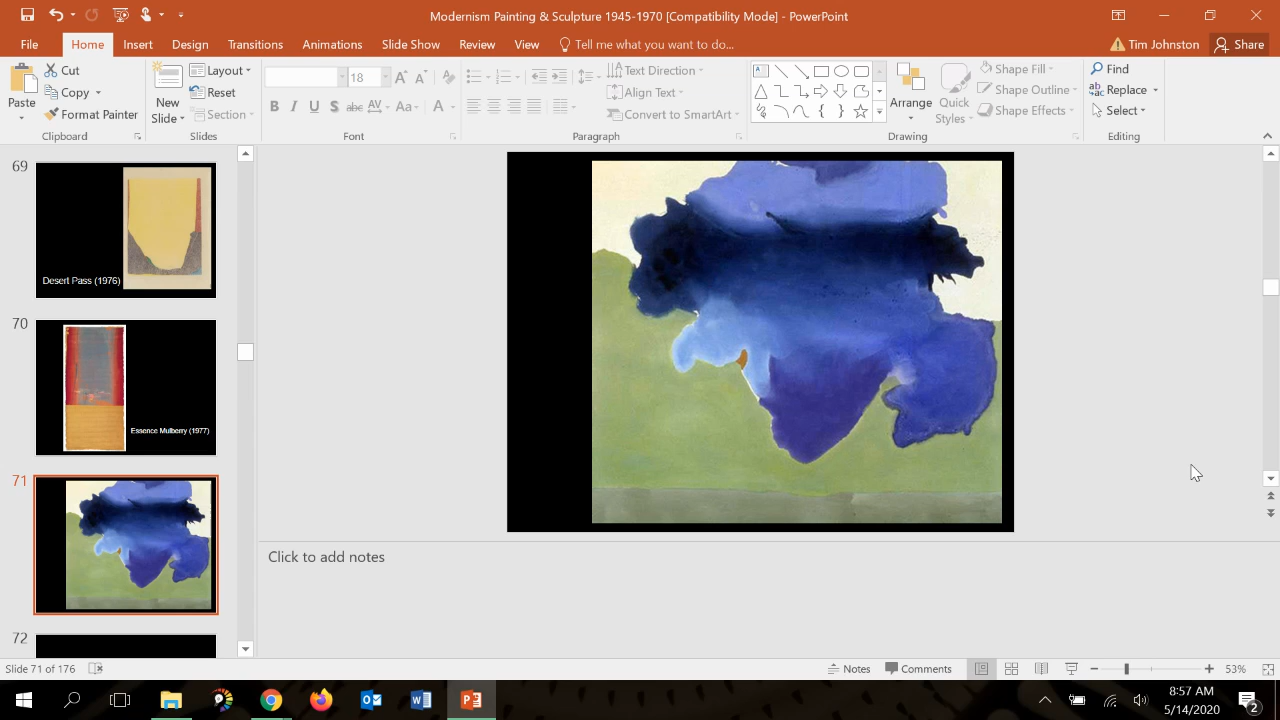 Modernism Painting & Sculpture 1945-1970 [Compatibility Mode] - PowerPoint
File Home Insert Design Transitions Animations Slide Show Review View Tell me what you want to do... Tim Johnston Share
Paste
Cut
Copy
Format Painter
Clipboard
New Slide
Layout
Reset
Section
Slides
18
B I U S abc AV Aa A
Font
Text Direction
Align Text
Convert to SmartArt
Paragraph
Arrange
Quick Styles
Shape Fill
Shape Outline
Shape Effects
Drawing
Find
Replace
Select
Editing
69
Desert Pass (1976)
70
Essence Mulberry (1977)
71
72
Click to add notes
Slide 71 of 176 Notes Comments 53%
8:57 AM
5/14/2020
2